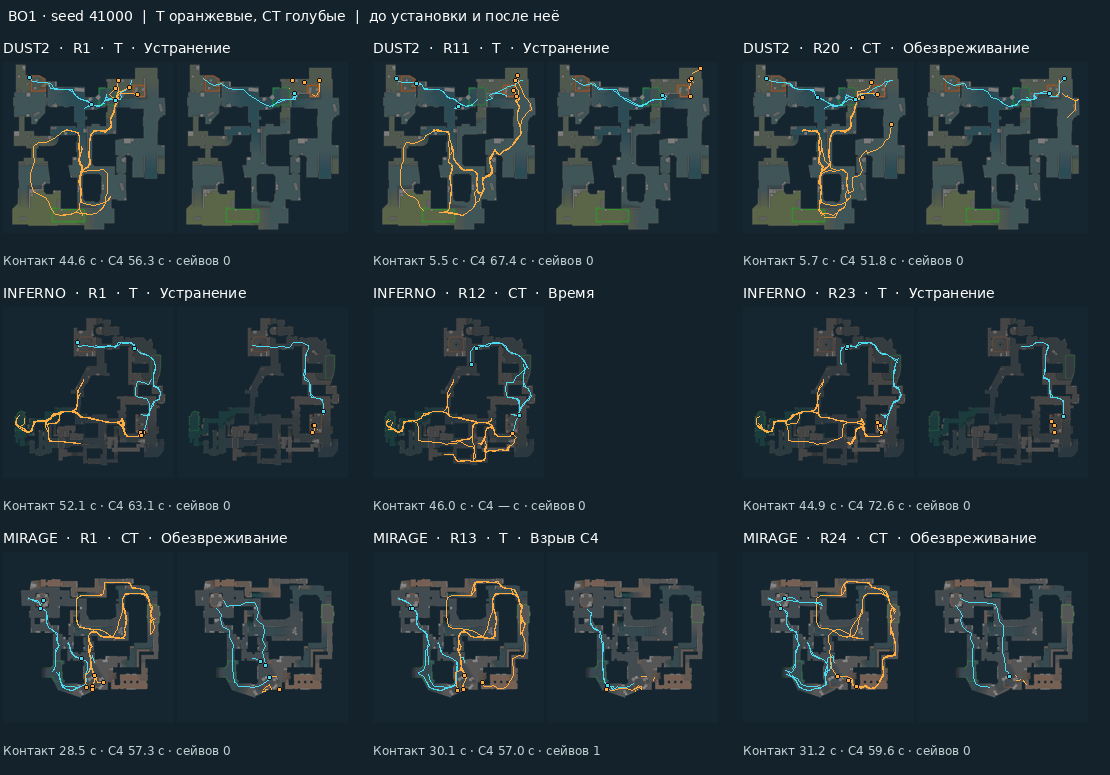 BO1 · seed 41000 | T оранжевые, CT голубые | до установки и после неё
DUST2 · R1 · T · Устранение
DUST2 · R11 · T · Устранение
DUST2 · R20 · CT · Обезвреживание
Контакт 44.6 с · C4 56.3 с · сейвов 0
Контакт 5.5 с · C4 67.4 с · сейвов 0
Контакт 5.7 с · C4 51.8 с · сейвов 0
INFERNO · R1 · T · Устранение
INFERNO · R12 · CT · Время
INFERNO · R23 · T · Устранение
Контакт 52.1 с · C4 63.1 с · сейвов 0
Контакт 46.0 с · C4 — с · сейвов 0
Контакт 44.9 с · C4 72.6 с · сейвов 0
MIRAGE · R1 · CT · Обезвреживание
MIRAGE · R13 · T · Взрыв C4
MIRAGE · R24 · CT · Обезвреживание
Контакт 28.5 с · C4 57.3 с · сейвов 0
Контакт 30.1 с · C4 57.0 с · сейвов 1
Контакт 31.2 с · C4 59.6 с · сейвов 0